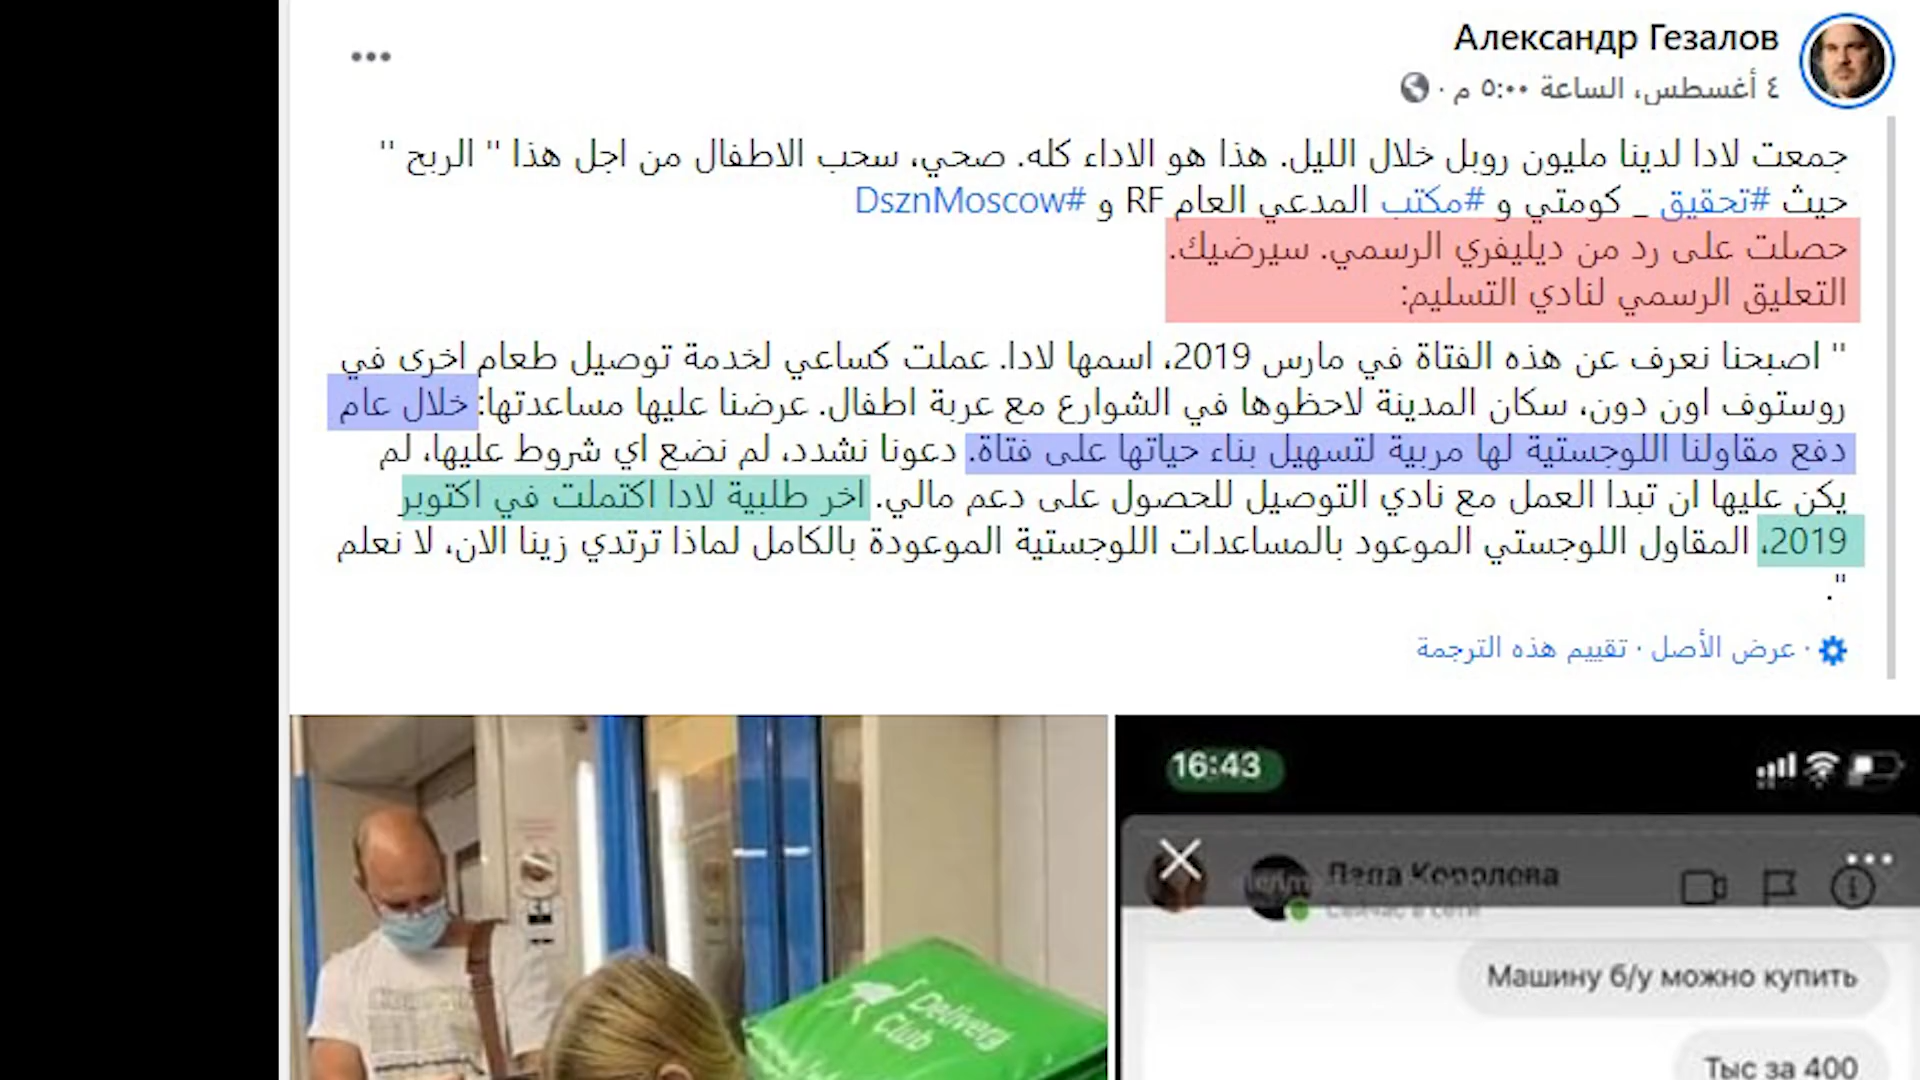 Александр Гезалов
٤ أغسطس، الساعة ٥:٠٠ م ·
جمعت لادا لدينا مليون روبل خلال الليل. هذا هو الاداء كله. صحي، سحب الاطفال من اجل هذا " الربح "
حيث #تحقيق _ كومتي و #مكتب المدعي العام RF و #DsznMoscow
حصلت على رد من ديليفري الرسمي. سيرضيك.
التعليق الرسمي لنادي التسليم:
" اصبحنا نعرف عن هذه الفتاة في مارس 2019، اسمها لادا. عملت كساعي لخدمة توصيل طعام اخرى في
روستوف اون دون، سكان المدينة لاحظوها في الشوارع مع عربة اطفال. عرضنا عليها مساعدتها: خلال عام
دفع مقاولنا اللوجستية لها مربية لتسهيل بناء حياتها على فتاة. دعونا نشدد، لم نضع اي شروط عليها، لم
يكن عليها ان تبدا العمل مع نادي التوصيل للحصول على دعم مالي. اخر طلبية لادا اكتملت في اكتوبر
2019، المقاول اللوجستي الموعود بالمساعدات اللوجستية الموعودة بالكامل لماذا ترتدي زينا الان، لا نعلم
".
عرض الأصل · تقييم هذه الترجمة
Delivery
Club
16:43
Королева
Сейчас в сети
Машину б/у можно купить
Тыс за 400